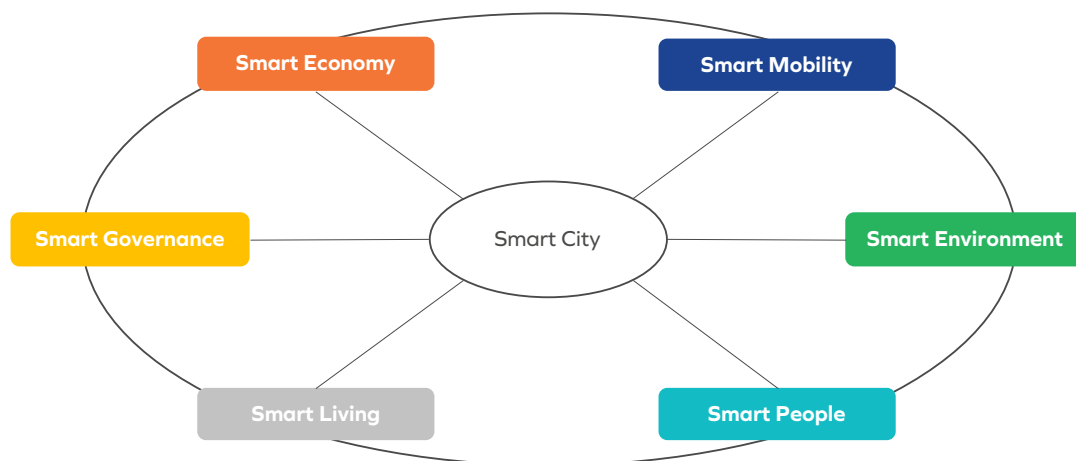 Smart Economy
Smart Mobility
Smart Governance
Smart City
Smart Environment
Smart Living
Smart People